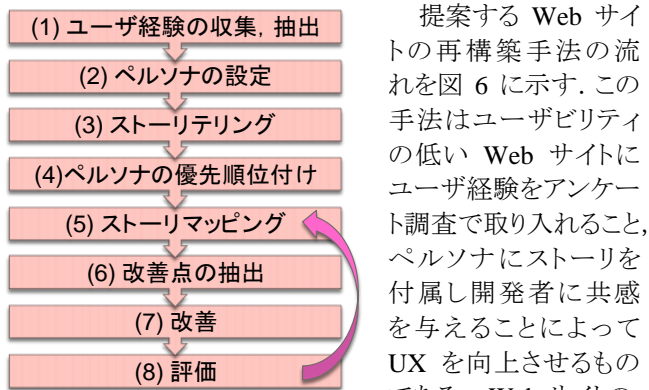 (1) ユーザ経験の収集, 抽出
(2) ペルソナの設定
(3) ストーリテリング
(4)ペルソナの優先順位付け
(5) ストーリマッピング
(6) 改善点の抽出
(7) 改善
(8) 評価
提案する Web サイ
トの再構築手法の流
れを図 6 に示す. この
手法はユーザビリティ
の低い Web サイトに
ユーザ経験をアンケー
ト調査で取り入れること,
ペルソナにストーリを
付属し開発者に共感
を与えることによって
UX を向上させるもの